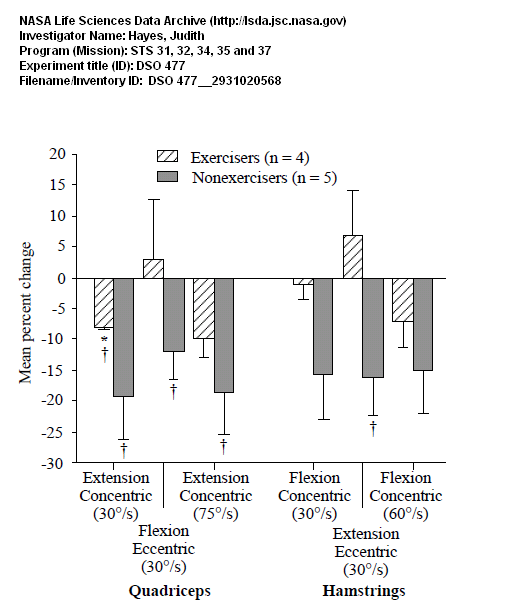 NASA Life Sciences Data Archive (http://lsda.jsc.nasa.gov)
Investigator Name: Hayes, Judith
Program (Mission): STS 31, 32, 34, 35 and 37
Experiment title (ID): DSO 477
Filename/Inventory ID: DSO 477__2931020568
Exercisers (n = 4)
Nonexercisers (n = 5)
Mean percent change
20
15
10
5
0
-5
-10
-15
-20
-25
-30
*
†
†
†
†
†
Extension
Concentric
(30°/s)
Flexion
Eccentric
(30°/s)
Extension
Concentric
(75°/s)
Quadriceps
Flexion
Concentric
(30°/s)
Extension
Eccentric
(30°/s)
Flexion
Concentric
(60°/s)
Hamstrings